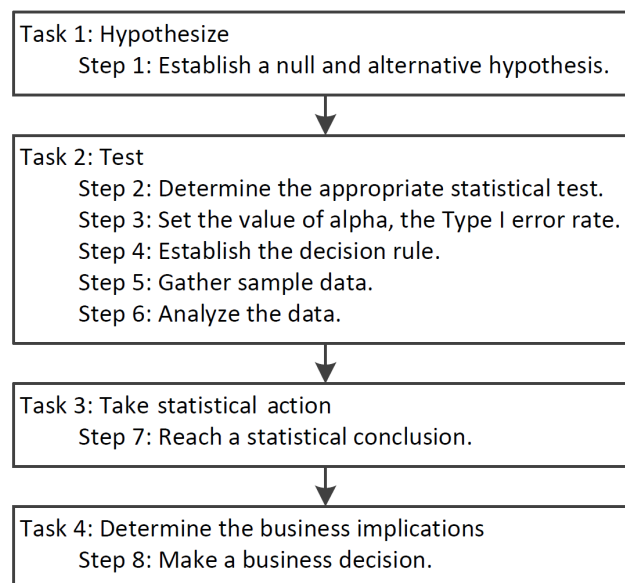 Task 1: Hypothesize
Step 1: Establish a null and alternative hypothesis.
Task 2: Test
Step 2: Determine the appropriate statistical test.
Step 3: Set the value of alpha, the Type I error rate.
Step 4: Establish the decision rule.
Step 5: Gather sample data.
Step 6: Analyze the data.
Task 3: Take statistical action
Step 7: Reach a statistical conclusion.
Task 4: Determine the business implications
Step 8: Make a business decision.